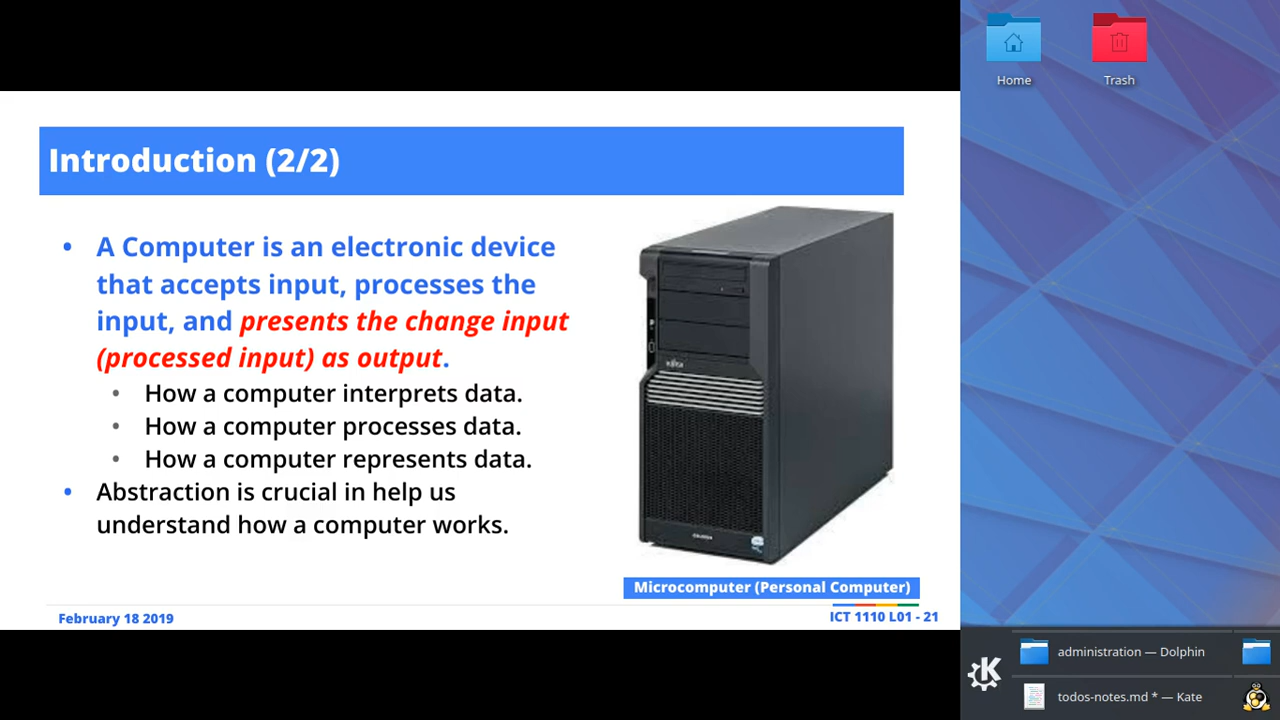 Introduction (2/2)
• A Computer is an electronic device
that accepts input, processes the
input, and presents the change input
(processed input) as output.
• How a computer interprets data.
• How a computer processes data.
• How a computer represents data.
• Abstraction is crucial in help us
understand how a computer works.
Microcomputer (Personal Computer)
February 18 2019
ICT 1110 L01 - 21
Home
Trash
administration — Dolphin
todos-notes.md * — Kate